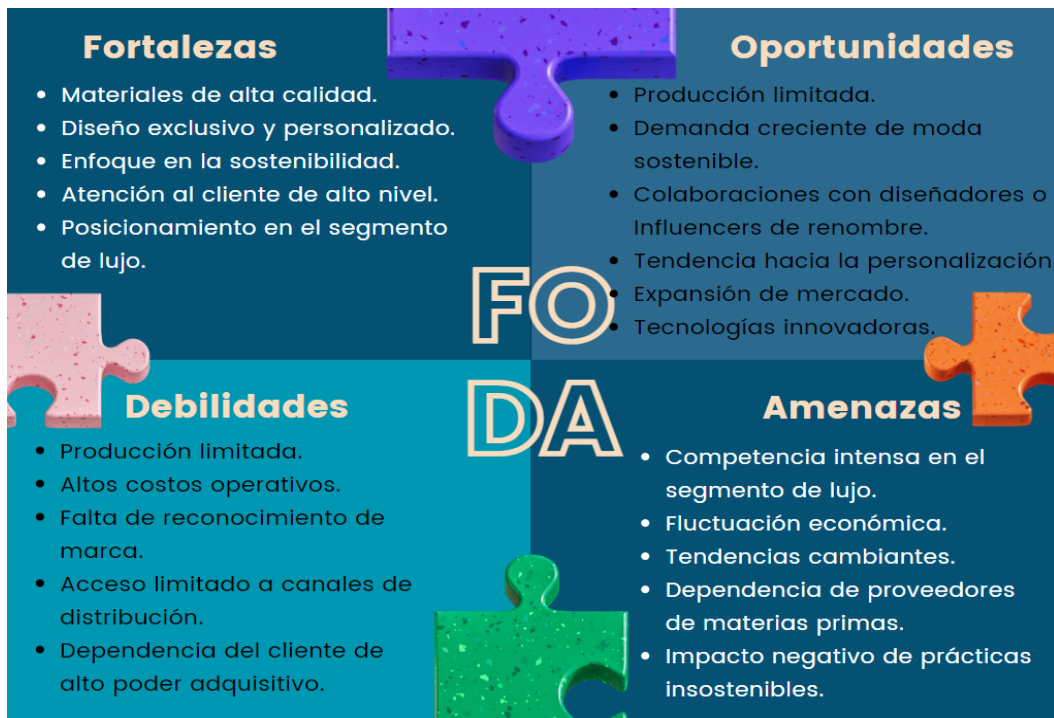 Fortalezas
• Materiales de alta calidad.
• Diseño exclusivo y personalizado.
• Enfoque en la sostenibilidad.
• Atención al cliente de alto nivel.
• Posicionamiento en el segmento
de lujo.
Oportunidades
• Producción limitada.
• Demanda creciente de moda
sostenible.
• Colaboraciones con diseñadores o
Influencers de renombre.
• Tendencia hacia la personalización.
• Expansión de mercado.
• Tecnologías innovadoras.
FO
DA
Debilidades
• Producción limitada.
• Altos costos operativos.
• Falta de reconocimiento de
marca.
• Acceso limitado a canales de
distribución.
• Dependencia del cliente de
alto poder adquisitivo.
Amenazas
• Competencia intensa en el
segmento de lujo.
• Fluctuación económica.
• Tendencias cambiantes.
• Dependencia de proveedores
de materias primas.
• Impacto negativo de prácticas
insostenibles.